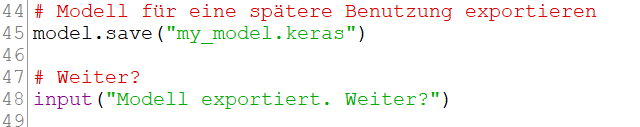 44 # Modell für eine spätere Benutzung exportieren
45 model.save("my_model.keras")
46
47 # Weiter?
48 input("Modell exportiert. Weiter?")
49